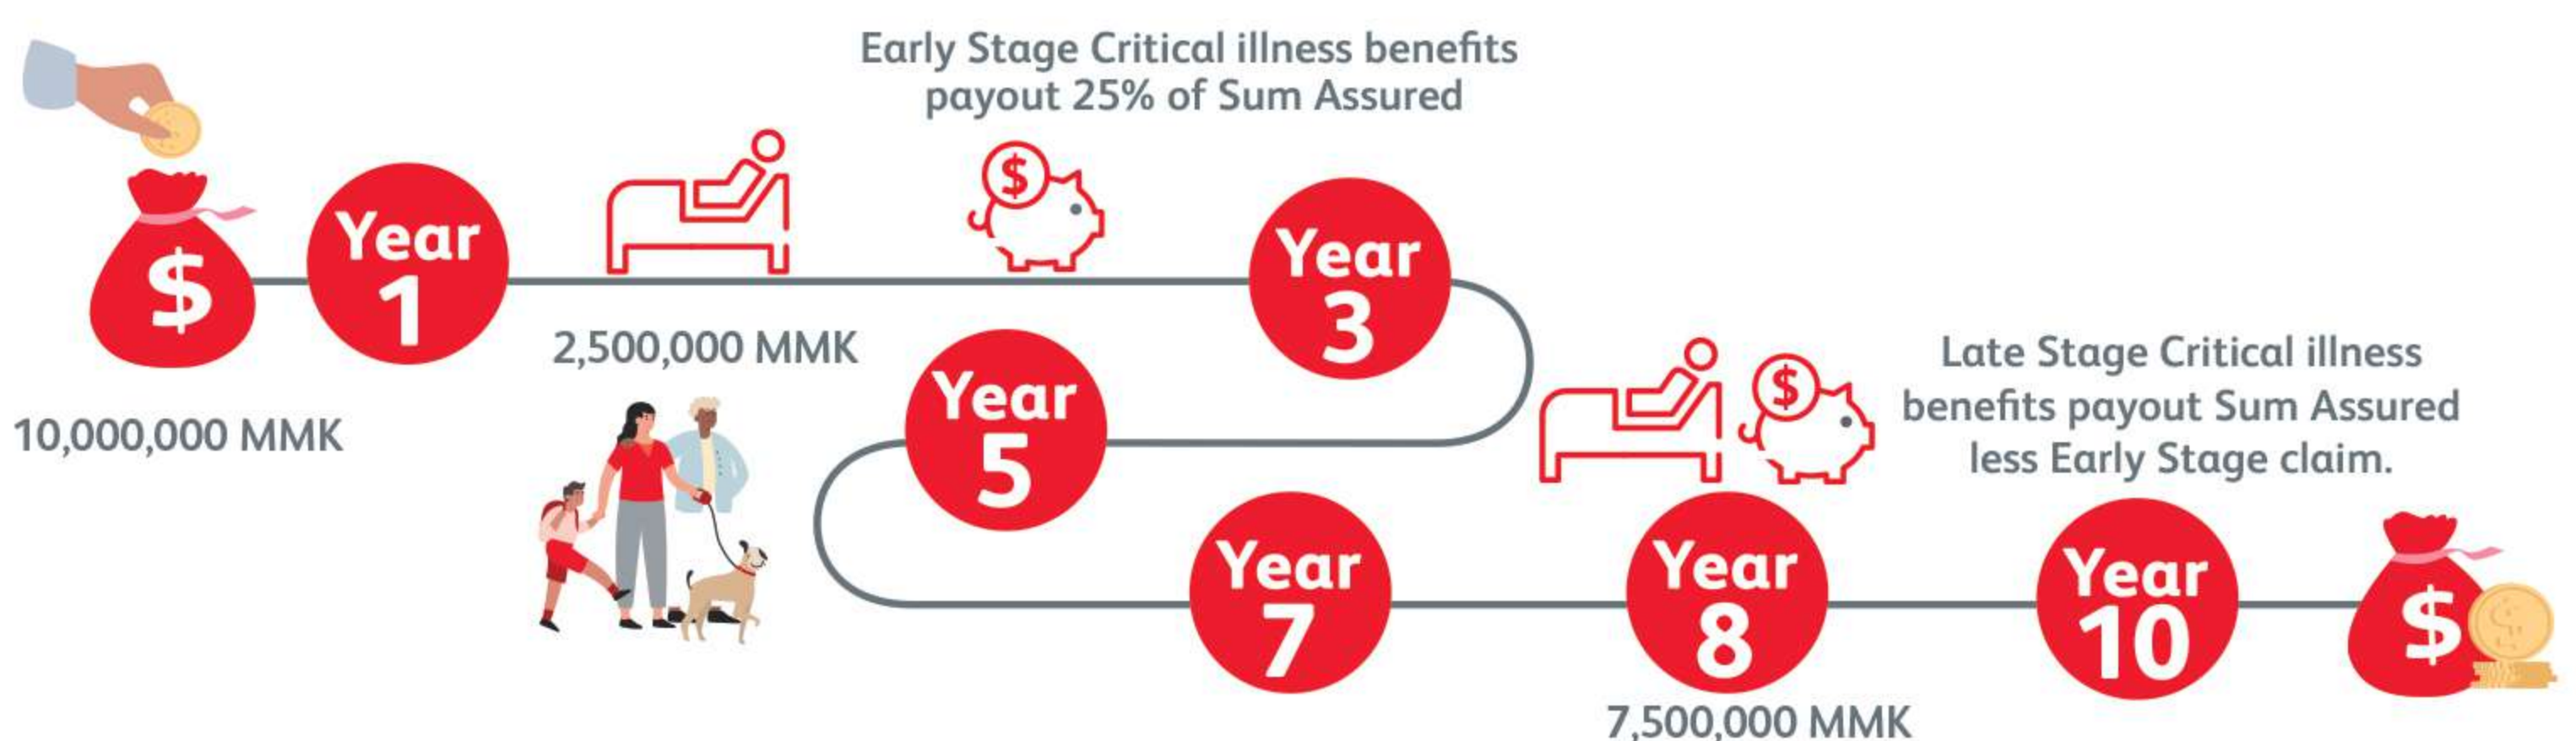 Early Stage Critical illness benefits
payout 25% of Sum Assured
$
Year
1
$
Year
3
$
10,000,000 MMK
2,500,000 MMK
Year
5
$
Late Stage Critical illness
benefits payout Sum Assured
less Early Stage claim.
Year
7
Year
8
Year
10
$
$
7,500,000 MMK